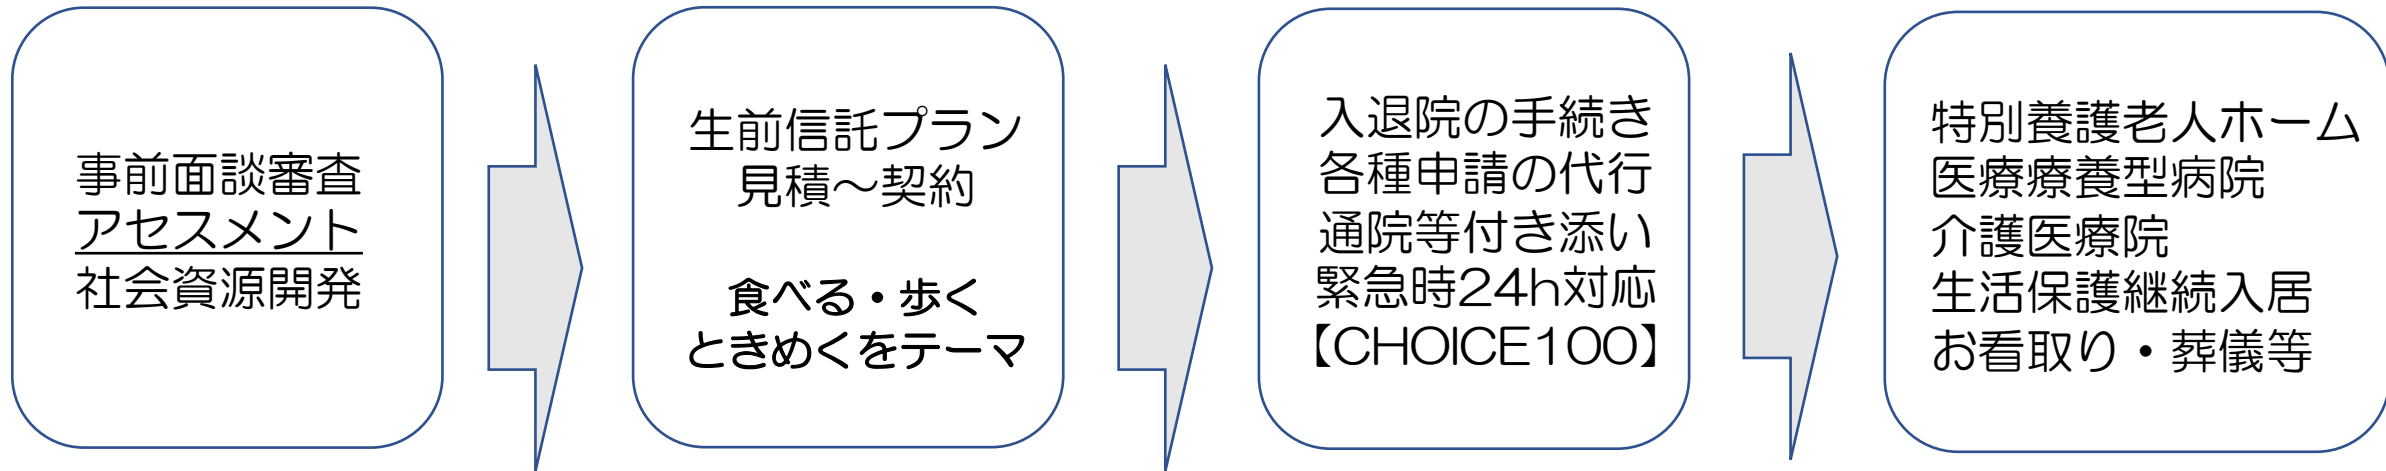 事前面談審査
アセスメント
社会資源開発
生前信託プラン
見積～契約
食べる・歩く
ときめくをテーマ
入退院の手続き
各種申請の代行
通院等付き添い
緊急時24h対応
【CHOICE100】
特別養護老人ホーム
医療療養型病院
介護医療院
生活保護継続入居
お看取り・葬儀等